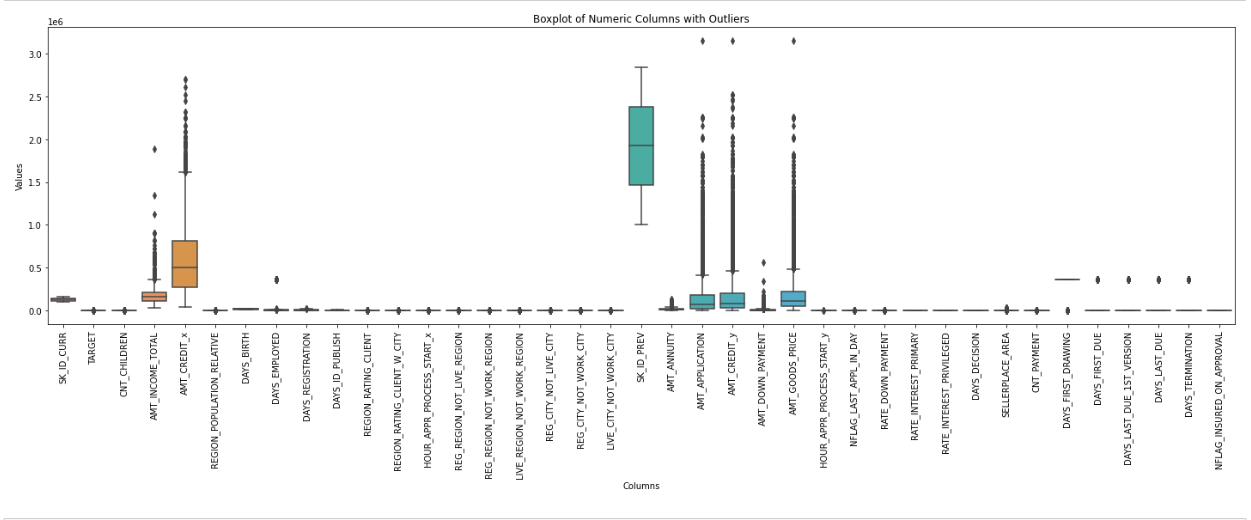 Boxplot of Numeric Columns with Outliers
1e6
3.0
2.5
2.0
1.5
1.0
0.5
0.0
Values
SK_ID_CURR
TARGET
CNT_CHILDREN
AMT_INCOME_TOTAL
AMT_CREDIT_x
REGION_POPULATION_RELATIVE
DAYS_BIRTH
DAYS_EMPLOYED
DAYS_REGISTRATION
DAYS_ID_PUBLISH
REGION_RATING_CLIENT
REGION_RATING_CLIENT_W_CITY
HOUR_APPR_PROCESS_START_x
REG_REGION_NOT_LIVE_REGION
REG_REGION_NOT_WORK_REGION
LIVE_REGION_NOT_WORK_REGION
REG_CITY_NOT_LIVE_CITY
REG_CITY_NOT_WORK_CITY
LIVE_CITY_NOT_WORK_CITY
SK_ID_PREV
AMT_ANNUITY
AMT_APPLICATION
AMT_CREDIT_y
AMT_DOWN_PAYMENT
AMT_GOODS_PRICE
HOUR_APPR_PROCESS_START_y
NFLAG_LAST_APPL_IN_DAY
RATE_DOWN_PAYMENT
RATE_INTEREST_PRIMARY
RATE_INTEREST_PRIVILEGED
DAYS_DECISION
SELLERPLACE_AREA
CNT_PAYMENT
DAYS_FIRST_DRAWING
DAYS_FIRST_DUE
DAYS_LAST_DUE_1ST_VERSION
DAYS_LAST_DUE
DAYS_TERMINATION
NFLAG_INSURED_ON_APPROVAL
Columns